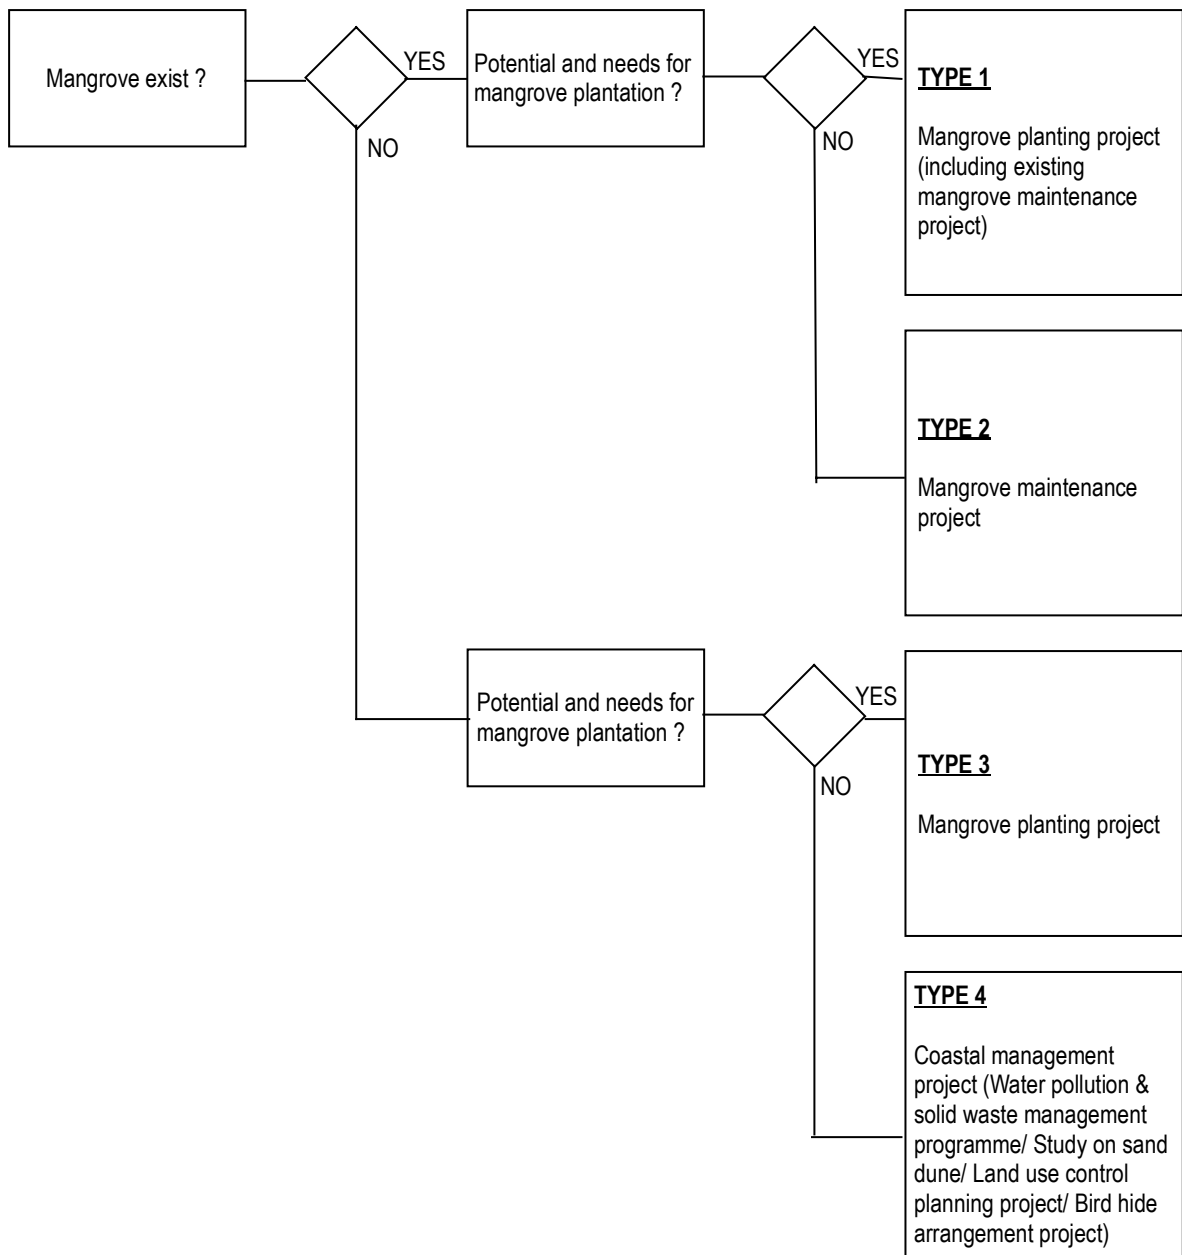 Mangrove exist ?
YES
NO
Potential and needs for
mangrove plantation ?
YES
NO
TYPE 1
Mangrove planting project
(including existing
mangrove maintenance
project)
TYPE 2
Mangrove maintenance
project
Potential and needs for
mangrove plantation ?
YES
NO
TYPE 3
Mangrove planting project
TYPE 4
Coastal management
project (Water pollution &
solid waste management
programme/ Study on sand
dune/ Land use control
planning project/ Bird hide
arrangement project)